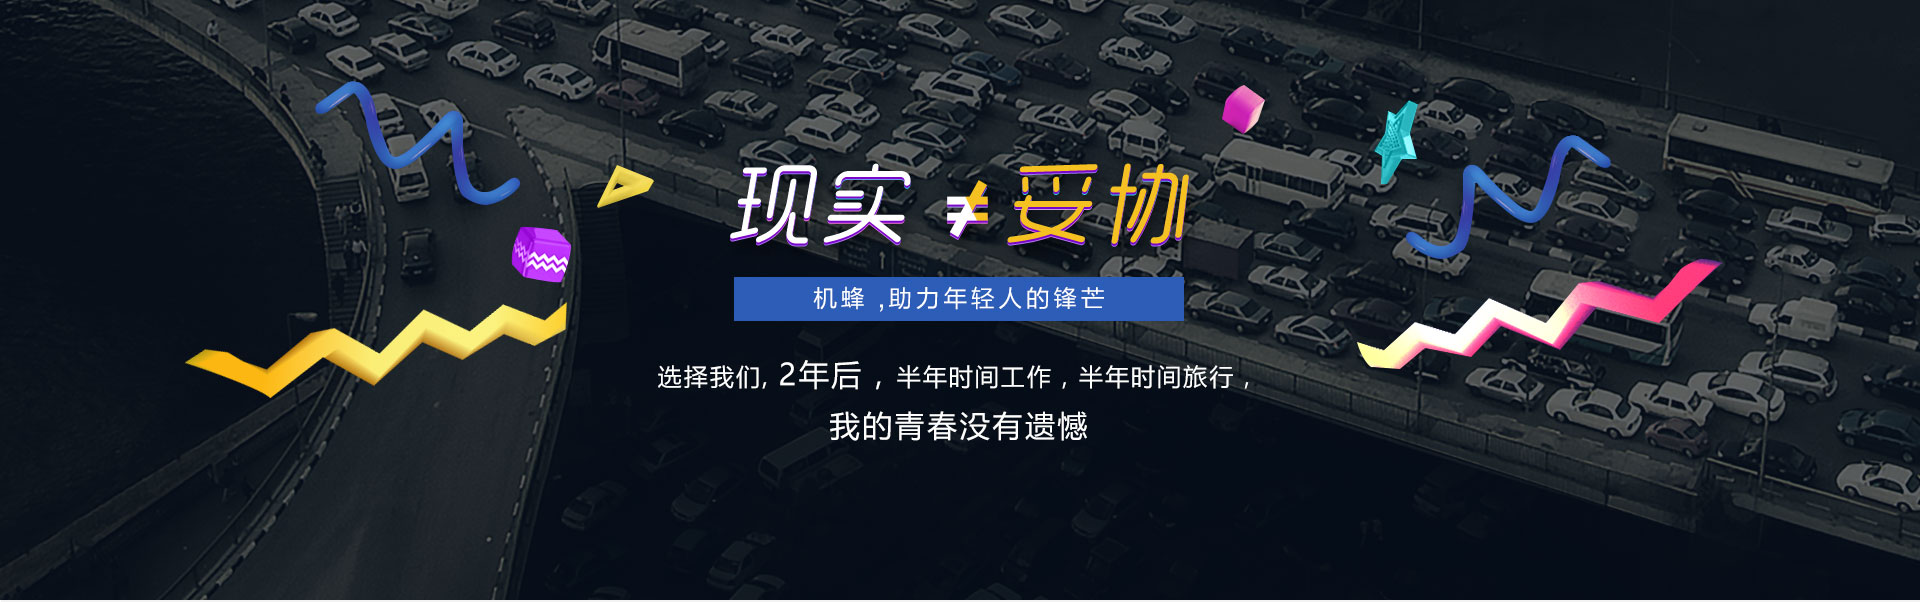 现实≠妥协
机蜂 ,助力年轻人的锋芒
选择我们, 2年后，半年时间工作，半年时间旅行，
我的青春没有遗憾